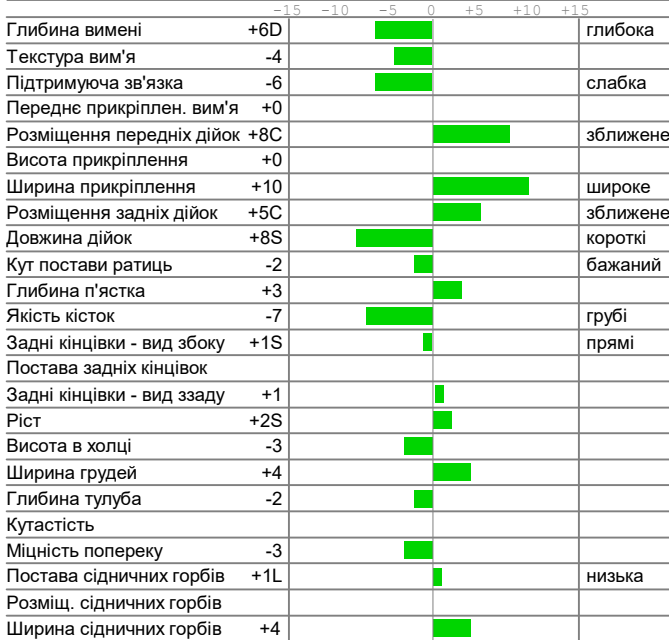 -15 -10 -5 0 +5 +10 +15
Глибина вимені +6D глибока
Текстура вим'я -4
Підтримуюча зв'язка -6 слабка
Переднє прикріплен. вим'я +0
Розміщення передніх дійок +8C зближене
Висота прикріплення +0
Ширина прикріплення +10 широке
Розміщення задніх дійок +5C зближене
Довжина дійок +8S короткі
Кут постави ратиць -2 бажаний
Глибина п'ястка +3
Якість кісток -7 грубі
Задні кінцівки - вид збоку +1S прямі
Постава задніх кінцівок
Задні кінцівки - вид ззаду +1
Ріст +2S
Висота в холці -3
Ширина грудей +4
Глибина тулуба -2
Кутастість
Міцність попереку -3
Постава сідничних горбів +1L низька
Розміщ. сідничних горбів
Ширина сідничних горбів +4